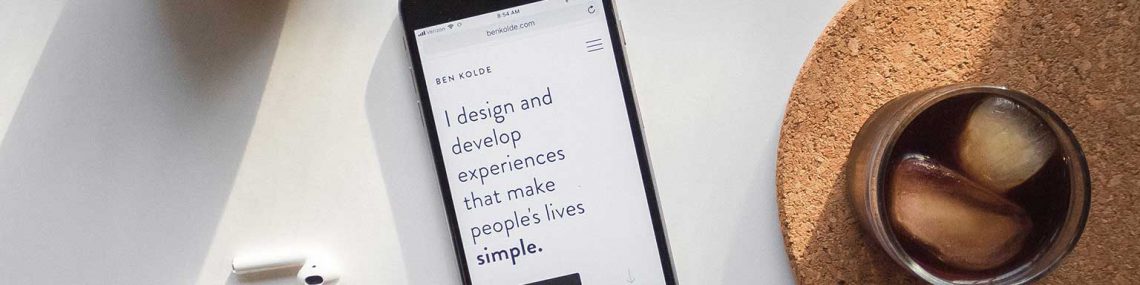 verizon
8:54 AM
benkolde.com
BEN KOLDE
I design and
develop
experiences
that make
people's lives
simple.